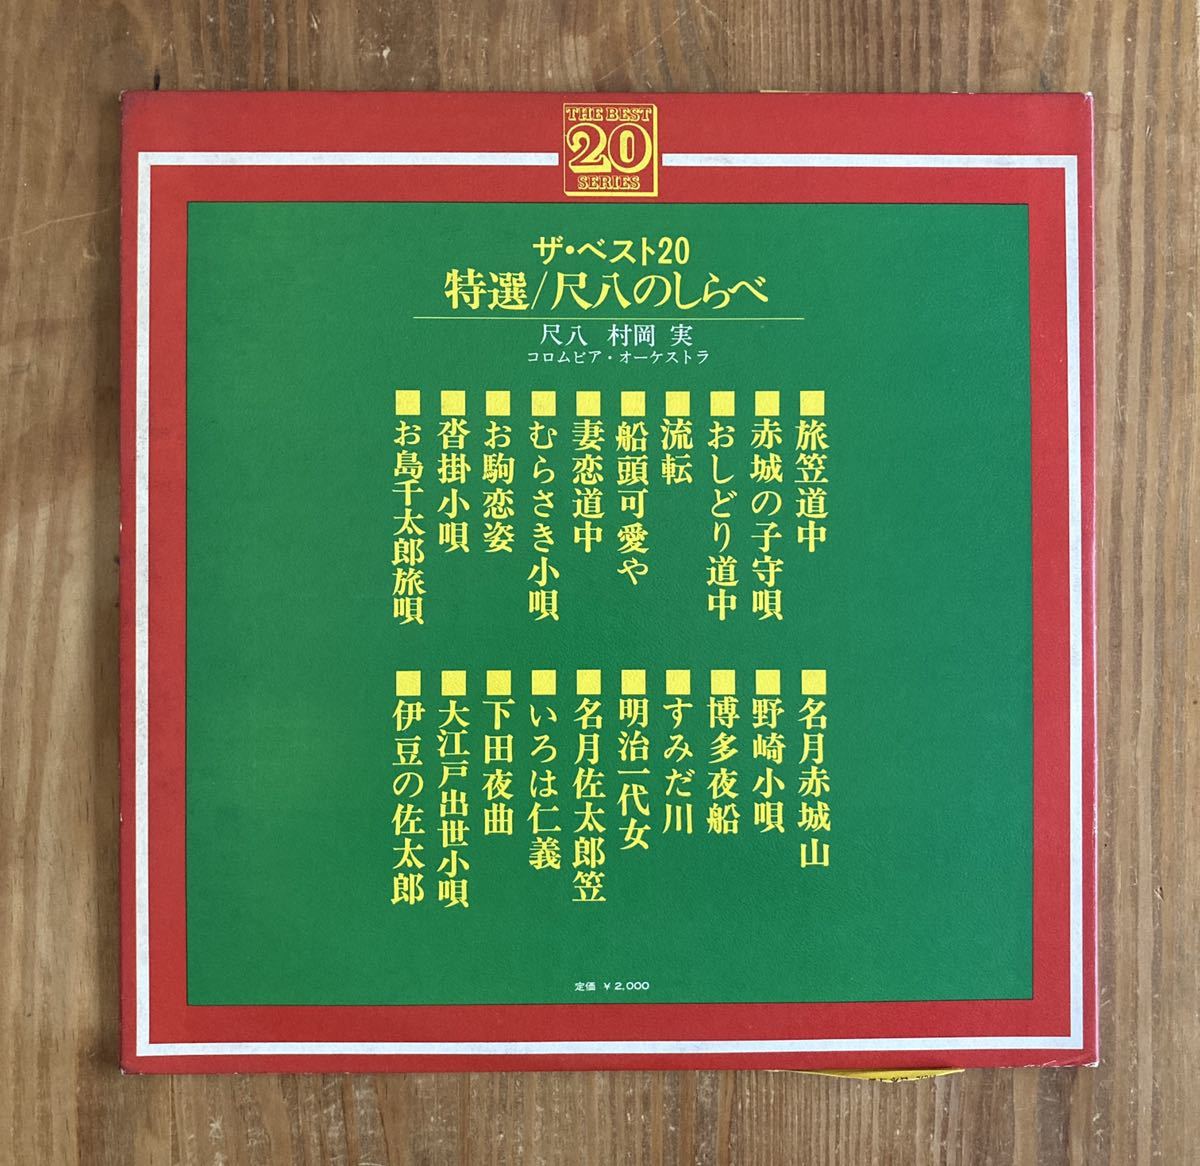 THE BEST
20
SERIES
ザ・ベスト20
特選/尺八のしらべ
尺八 村岡 実
コロムビア・オーケストラ
■旅笠道中
■赤城の子守唄
■おしどり道中
■流転
■船頭可愛や
■妻恋道中
■むらさき小唄
■お駒恋姿
■沓掛小唄
■お島千太郎旅唄
■名月赤城山
■野崎小唄
■博多夜船
■すみだ川
■明治一代女
■名月佐太郎笠
■いろは仁義
■下田夜曲
■大江戸出世小唄
■伊豆の佐太郎
定価 ¥2,000